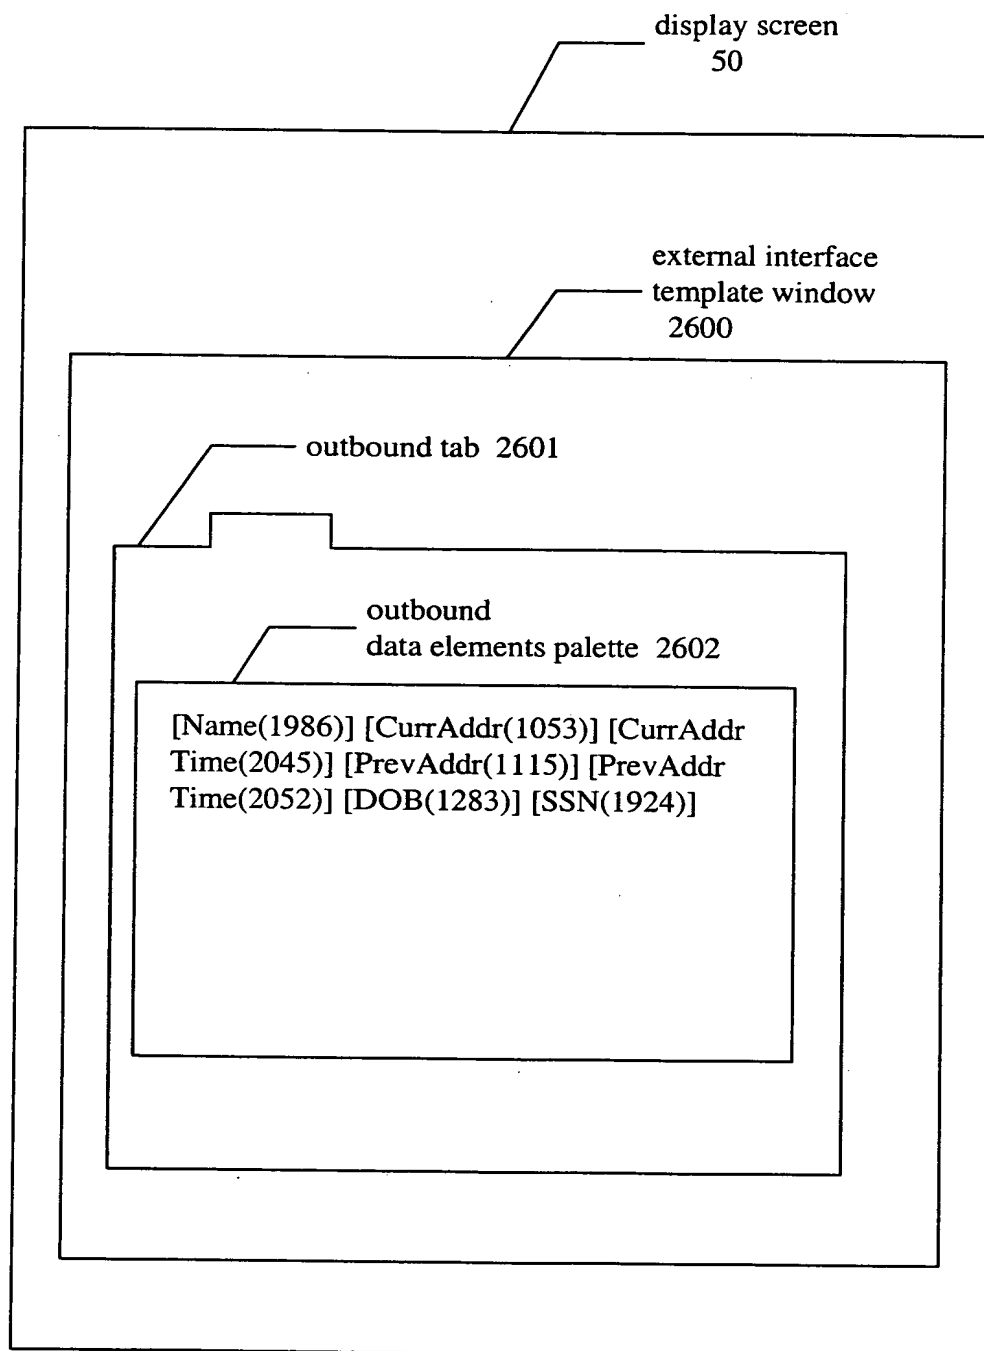 display screen
50
external interface
template window
2600
outbound tab 2601
outbound
data elements palette 2602
[Name(1986)] [CurrAddr(1053)] [CurrAddr
Time(2045)] [PrevAddr(1115)] [PrevAddr
Time(2052)] [DOB(1283)] [SSN(1924)]